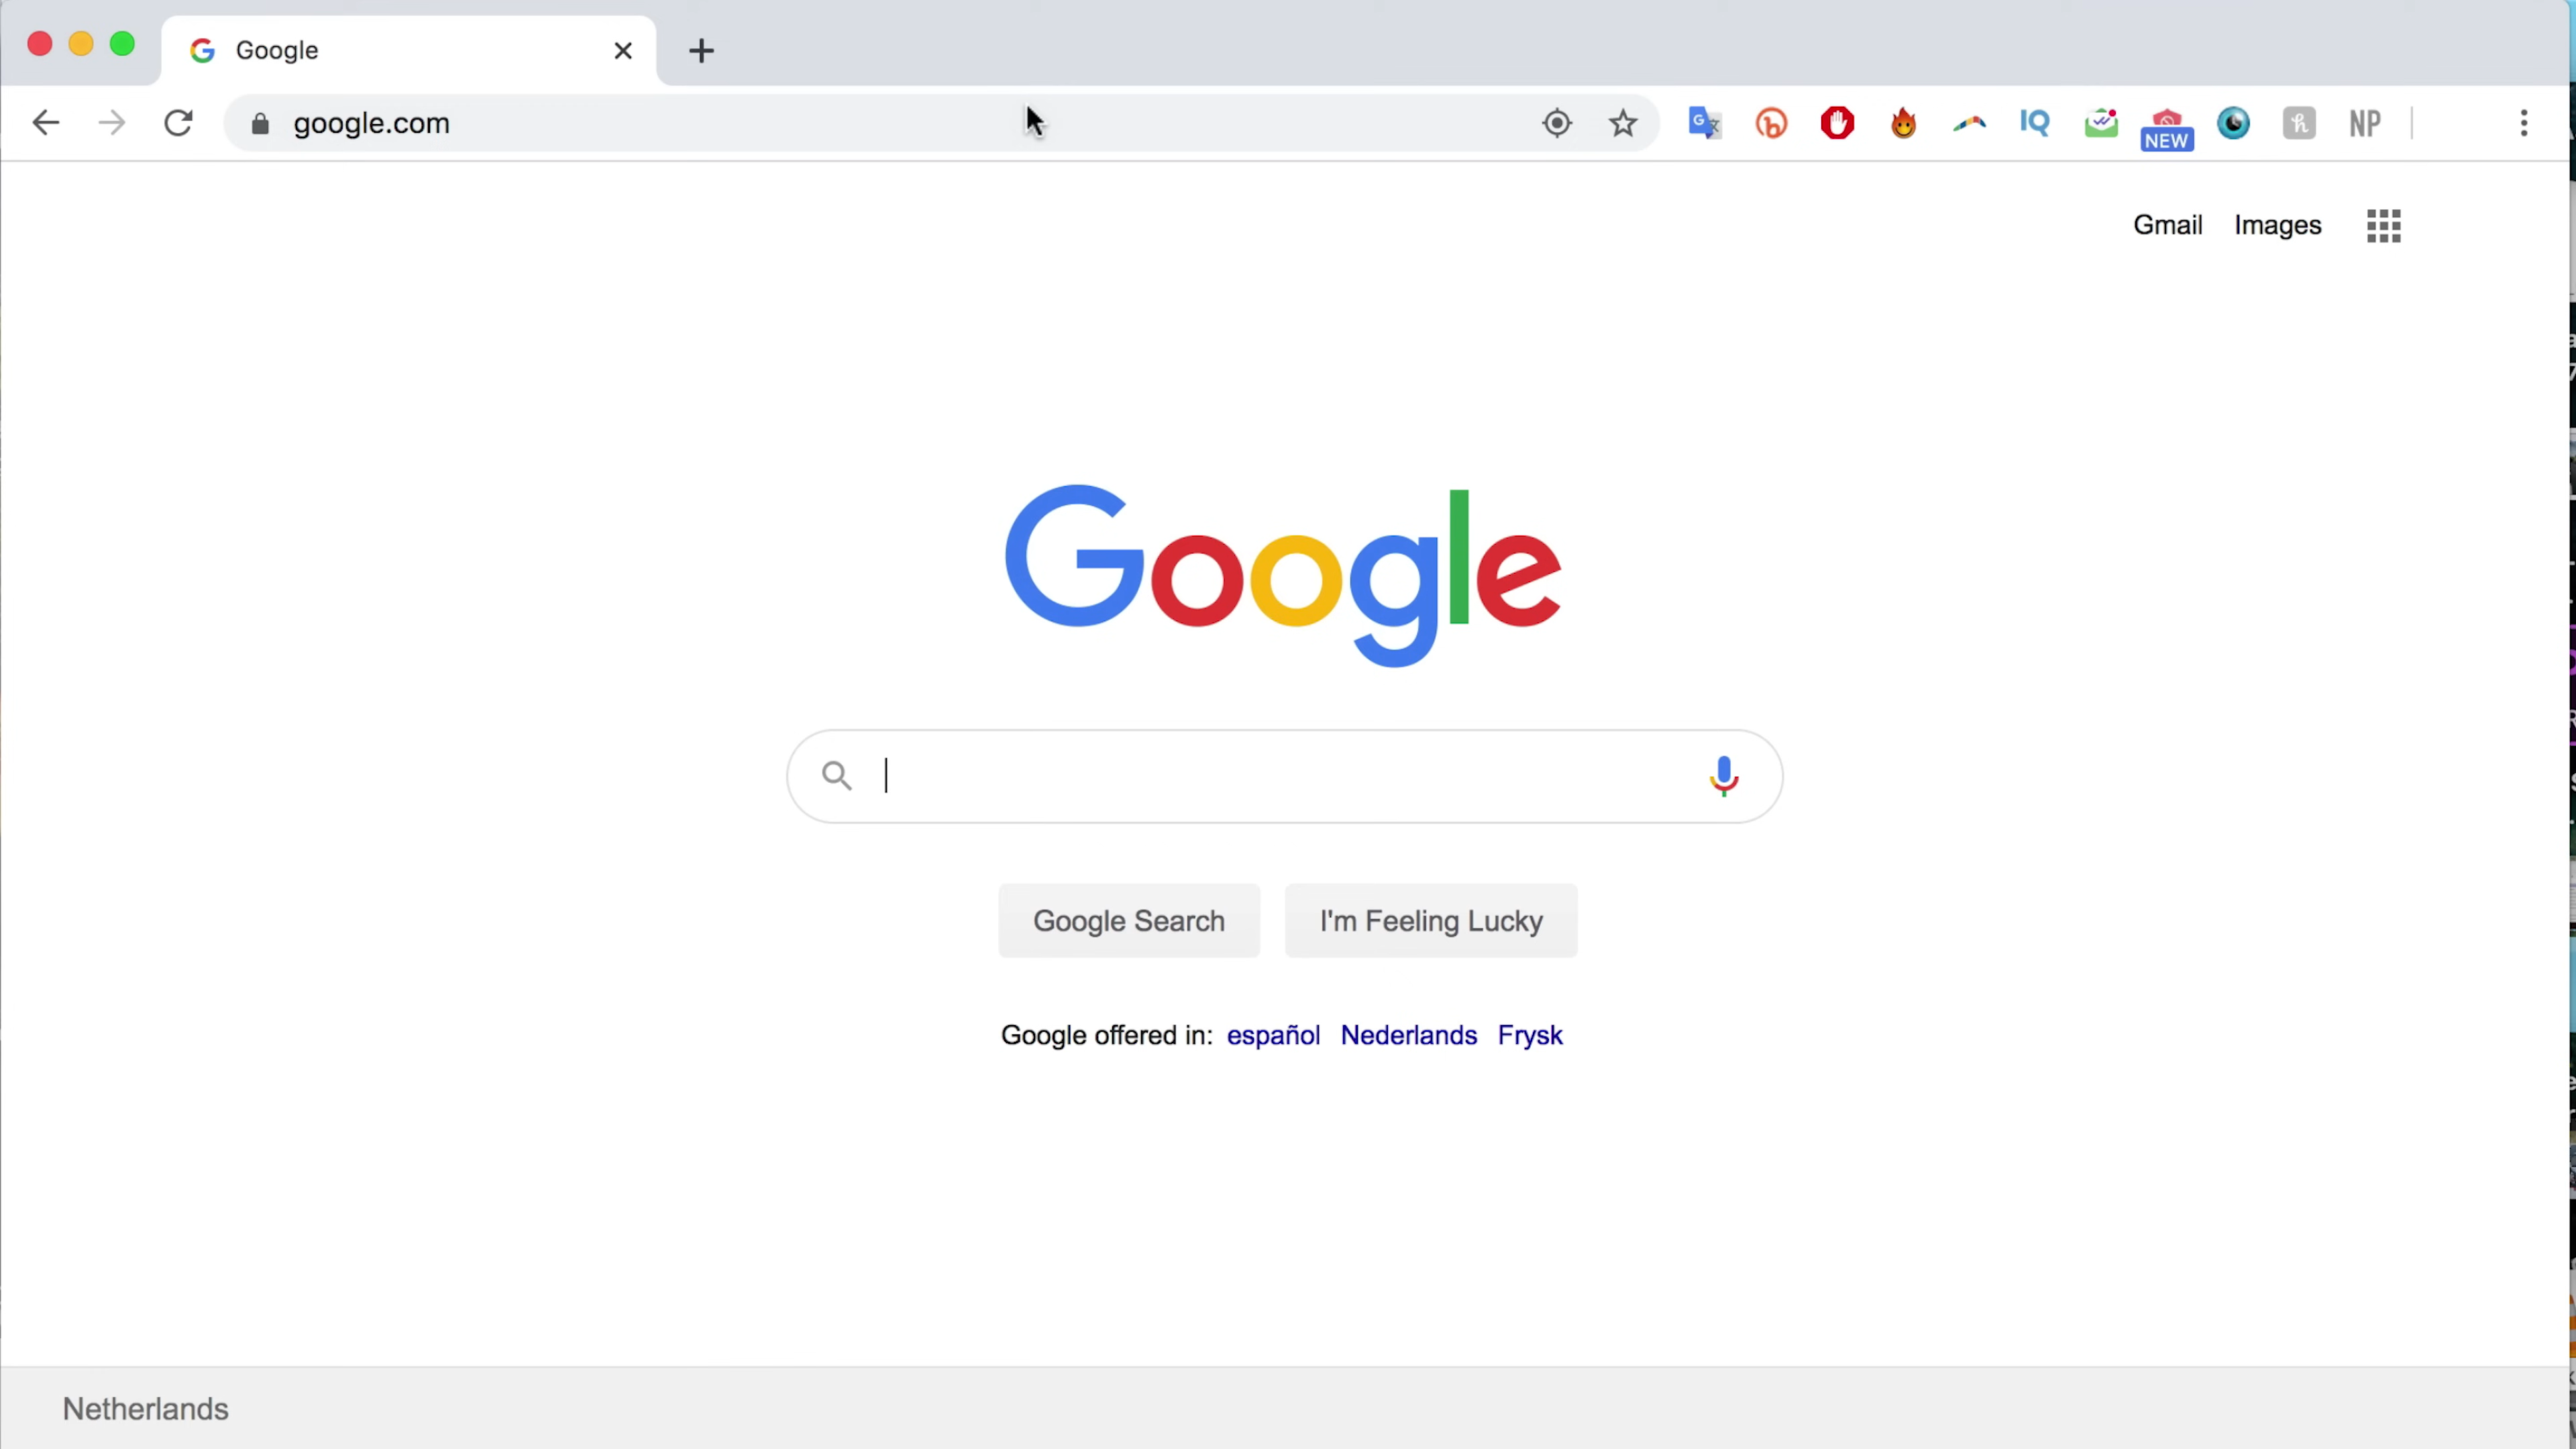 Google
google.com
IQ
NEW
NP
Gmail Images
Google
Google Search I'm Feeling Lucky
Google offered in: español Nederlands Frysk
Netherlands